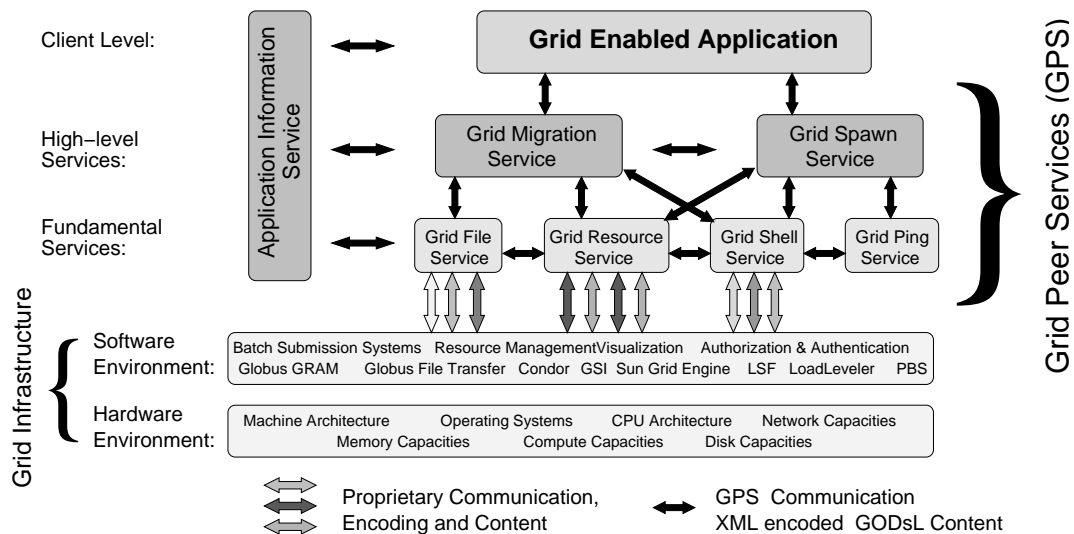 Client Level:
Grid Enabled Application
Application Information
Service
High−level
Services:
Grid Migration
Service
Grid Spawn
Service
Fundamental
Services:
Grid File
Service
Grid Resource
Service
Grid Shell
Service
Grid Ping
Service
Grid Peer Services (GPS)
Grid Infrastructure
Software
Environment:
Batch Submission Systems Resource Management Visualization Authorization & Authentication
Globus GRAM Globus File Transfer Condor GSI Sun Grid Engine LSF LoadLeveler PBS
Hardware
Environment:
Machine Architecture Operating Systems CPU Architecture Network Capacities
Memory Capacities Compute Capacities Disk Capacities
Proprietary Communication,
Encoding and Content
GPS Communication
XML encoded GODsL Content